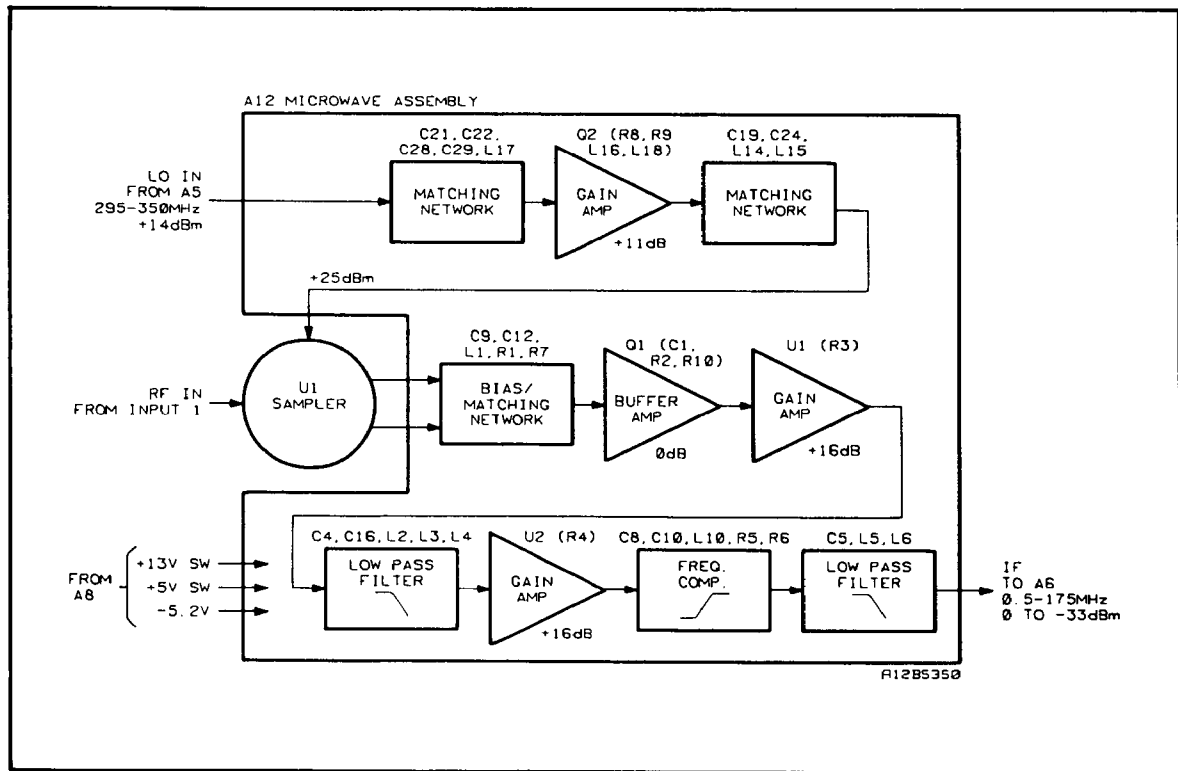 A12 MICROWAVE ASSEMBLY
C21, C22,
C28, C29, L17
Q2 (R8, R9
L16, L18)
C19, C24,
L14, L15
LO IN
FROM A5
295-350MHz
+14dBm
MATCHING
NETWORK
GAIN
AMP
+11dB
MATCHING
NETWORK
+25dBm
C9, C12,
L1, R1, R7
Q1 (C1,
R2, R10)
U1 (R3)
RF IN
FROM INPUT 1
U1
SAMPLER
BIAS/
MATCHING
NETWORK
BUFFER
AMP
0dB
GAIN
AMP
+16dB
C4, C16, L2, L3, L4
U2 (R4)
C8, C10, L10, R5, R6
C5, L5, L6
FROM
A8
+13V SW
+5V SW
-5.2V
LOW PASS
FILTER
GAIN
AMP
+16dB
FREQ.
COMP.
LOW PASS
FILTER
IF
TO A6
0.5-175MHz
0 TO -33dBm
A12B5350